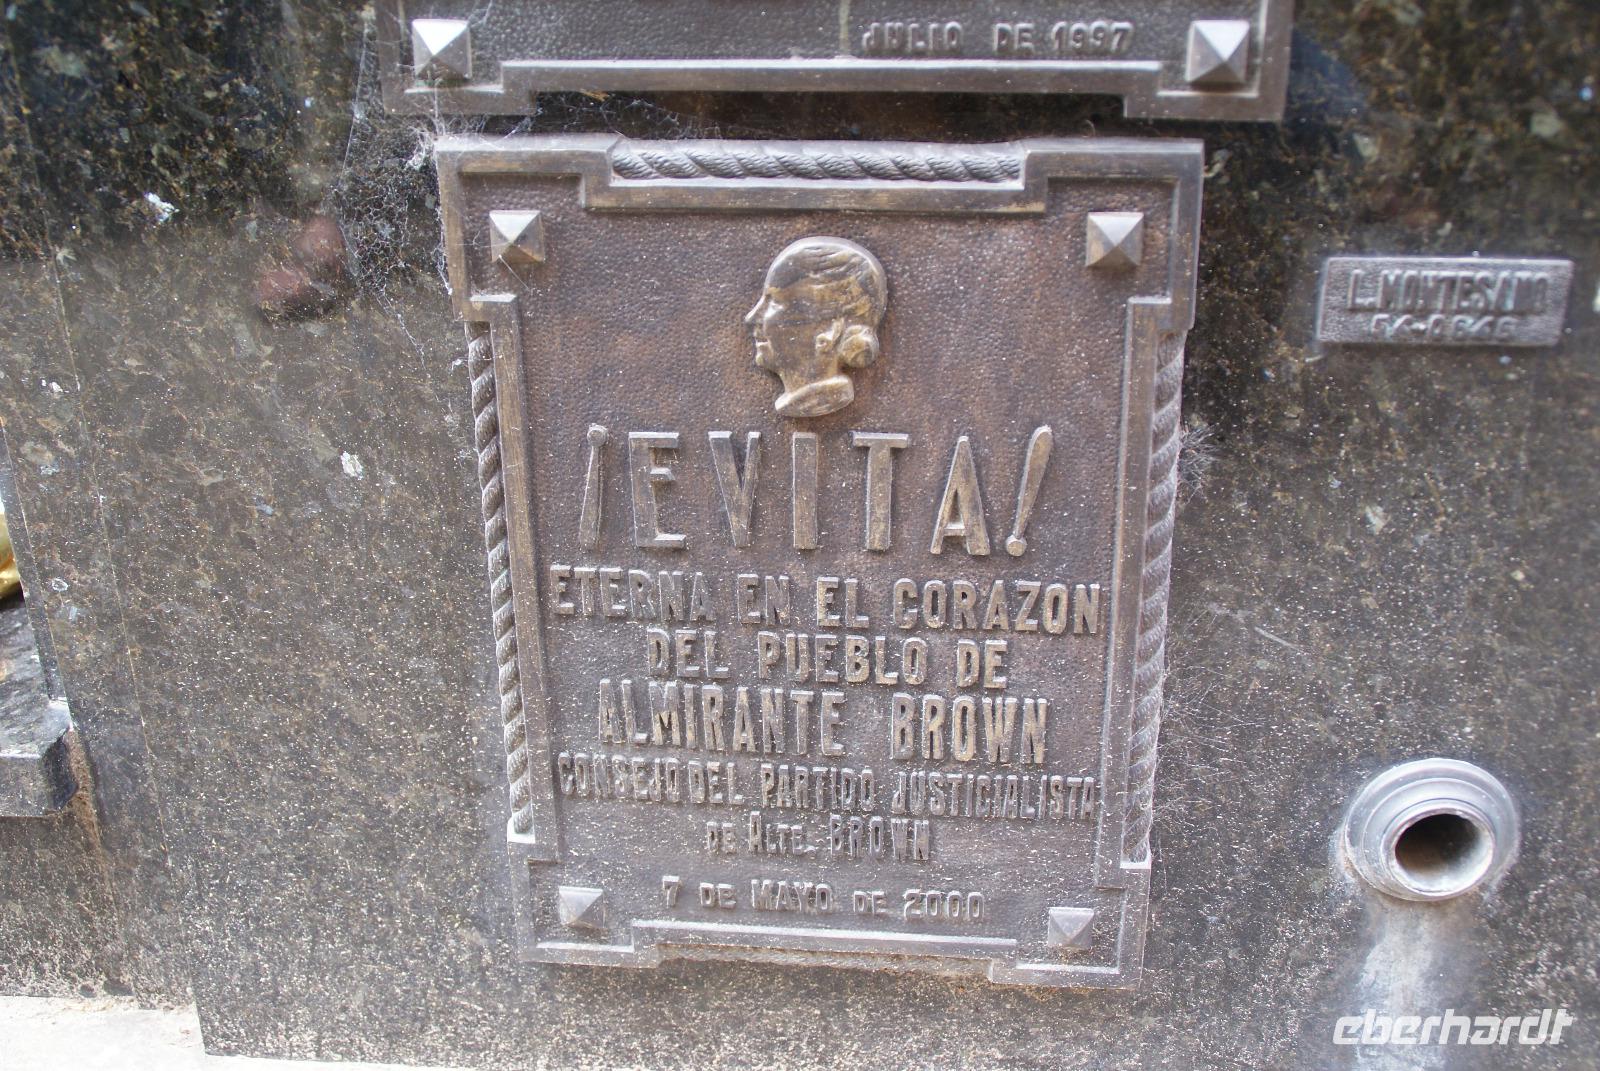 JULIO DE 1997
¡EVITA!
ETERNA EN EL CORAZON
DEL PUEBLO DE
ALMIRANTE BROWN
CONSEJO DEL PARTIDO JUSTICIALISTA
DE ALTE. BROWN
7 DE MAYO DE 2000
L. MONTESANO
eberhardt